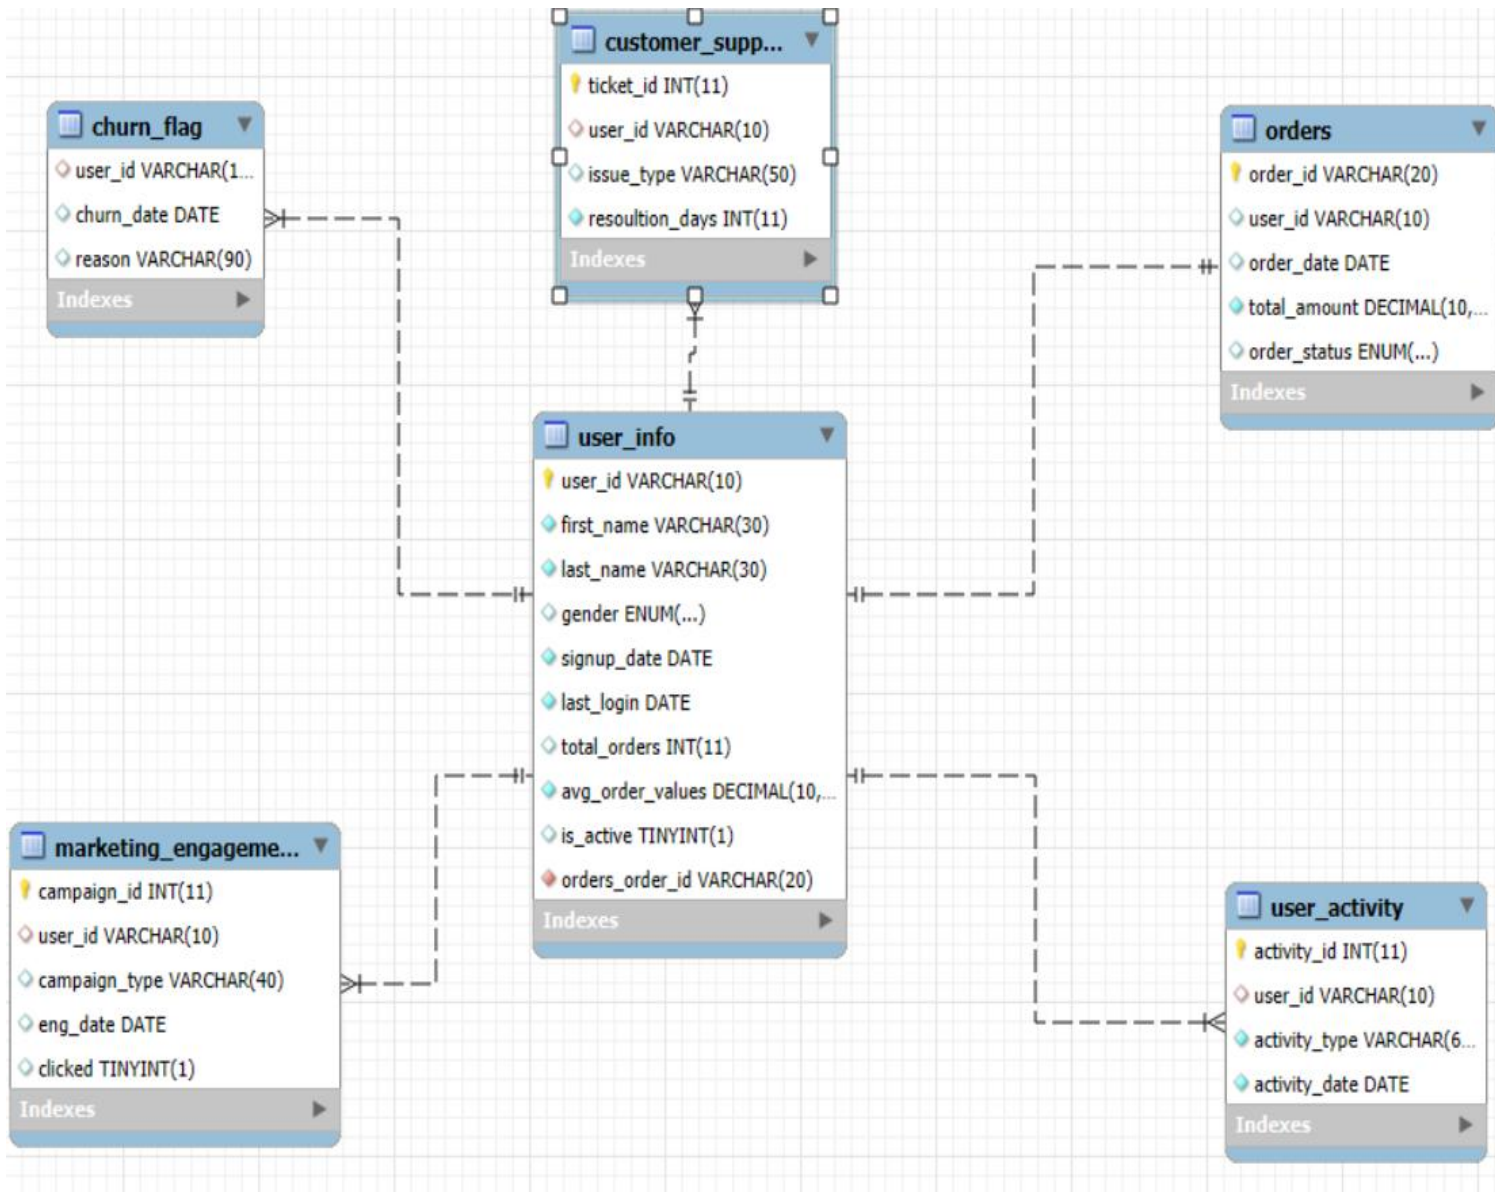 customer_supp...
ticket_id INT(11)
user_id VARCHAR(10)
issue_type VARCHAR(50)
resoultion_days INT(11)
Indexes
churn_flag
user_id VARCHAR(1...
churn_date DATE
reason VARCHAR(90)
Indexes
orders
order_id VARCHAR(20)
user_id VARCHAR(10)
order_date DATE
total_amount DECIMAL(10,...
order_status ENUM(...)
Indexes
user_info
user_id VARCHAR(10)
first_name VARCHAR(30)
last_name VARCHAR(30)
gender ENUM(...)
signup_date DATE
last_login DATE
total_orders INT(11)
avg_order_values DECIMAL(10,...
is_active TINYINT(1)
orders_order_id VARCHAR(20)
Indexes
marketing_engageme...
campaign_id INT(11)
user_id VARCHAR(10)
campaign_type VARCHAR(40)
eng_date DATE
clicked TINYINT(1)
Indexes
user_activity
activity_id INT(11)
user_id VARCHAR(10)
activity_type VARCHAR(6...
activity_date DATE
Indexes